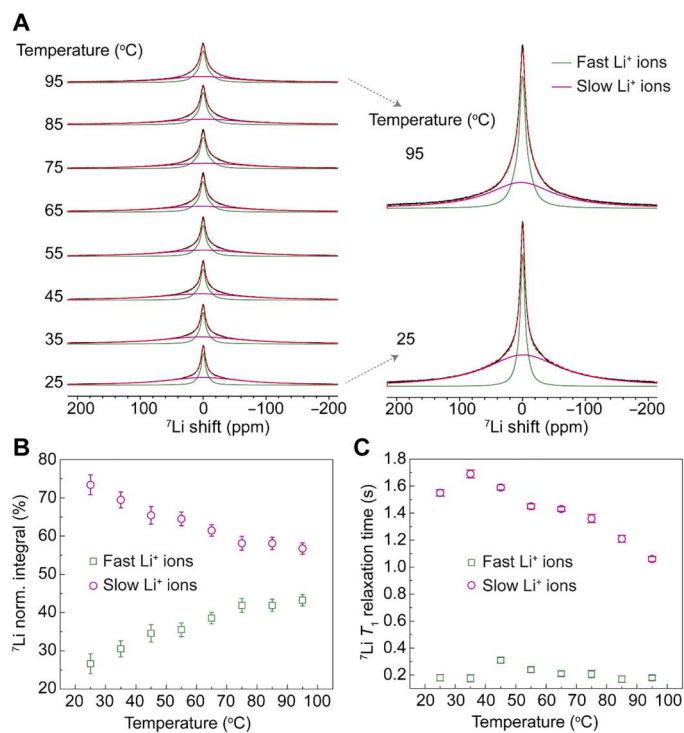 A
Temperature (°C)
95
85
75
65
55
45
35
25
200 100 0 −100 −200
⁷Li shift (ppm)
Fast Li⁺ ions
Slow Li⁺ ions
Temperature (°C)
95
25
200 100 0 −100 −200
⁷Li shift (ppm)
B
⁷Li norm. integral (%)
80
70
60
50
40
30
20
10
Fast Li⁺ ions
Slow Li⁺ ions
20 30 40 50 60 70 80 90 100
Temperature (°C)
C
⁷Li T₁ relaxation time (s)
1.8
1.6
1.4
1.2
1.0
0.8
0.6
0.4
0.2
Fast Li⁺ ions
Slow Li⁺ ions
20 30 40 50 60 70 80 90 100
Temperature (°C)